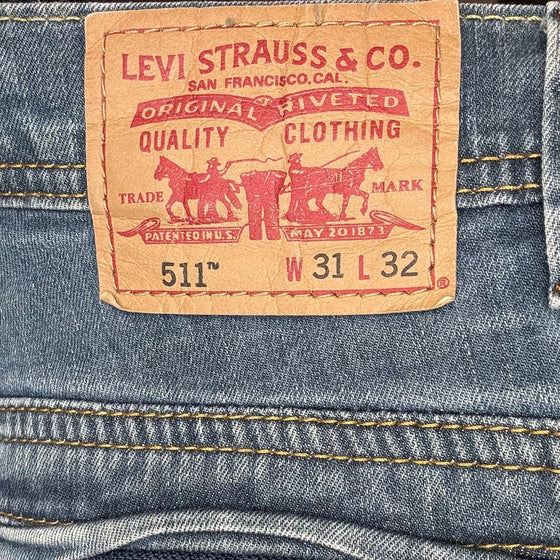 LEVI STRAUSS & CO.
SAN FRANCISCO, CAL.
ORIGINAL RIVETED
QUALITY CLOTHING
TRADE MARK
PATENTED IN U.S. MAY 20 1873
511™ W 31 L 32 ®